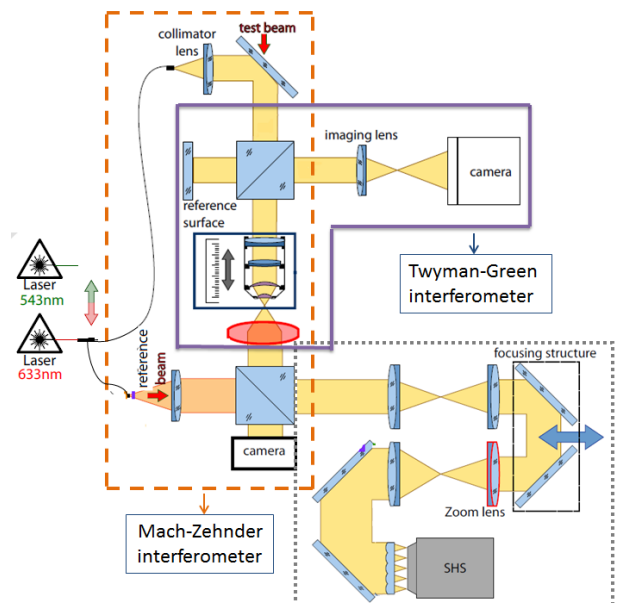 collimator
lens
test beam
imaging lens
camera
reference
surface
Laser
543nm
Laser
633nm
Twyman-Green
interferometer
reference
beam
focusing structure
camera
Zoom lens
Mach-Zehnder
interferometer
SHS